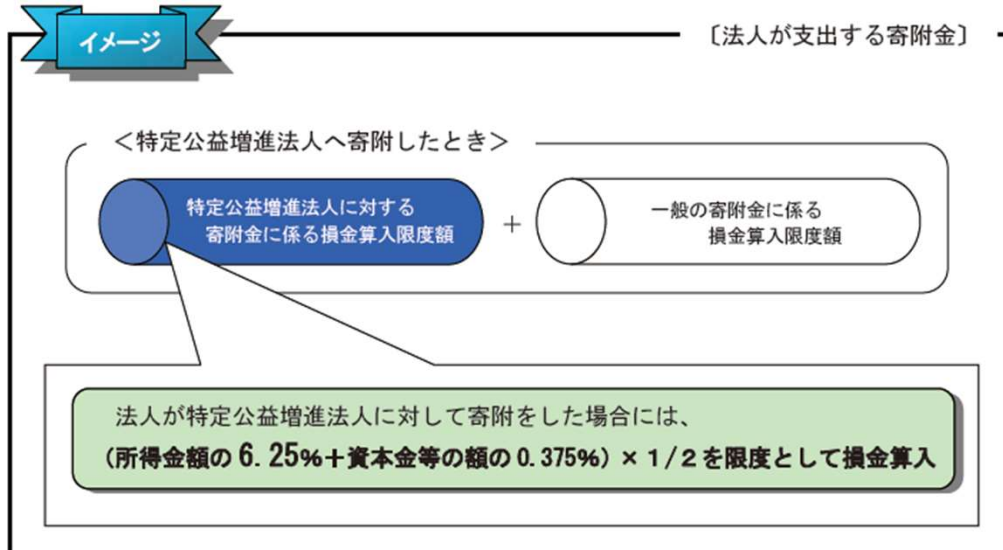 イメージ
〔法人が支出する寄附金〕
＜特定公益増進法人へ寄附したとき＞
特定公益増進法人に対する
寄附金に係る損金算入限度額
＋
一般の寄附金に係る
損金算入限度額
法人が特定公益増進法人に対して寄附をした場合には、
（所得金額の6.25%＋資本金等の額の0.375%）×１/２を限度として損金算入